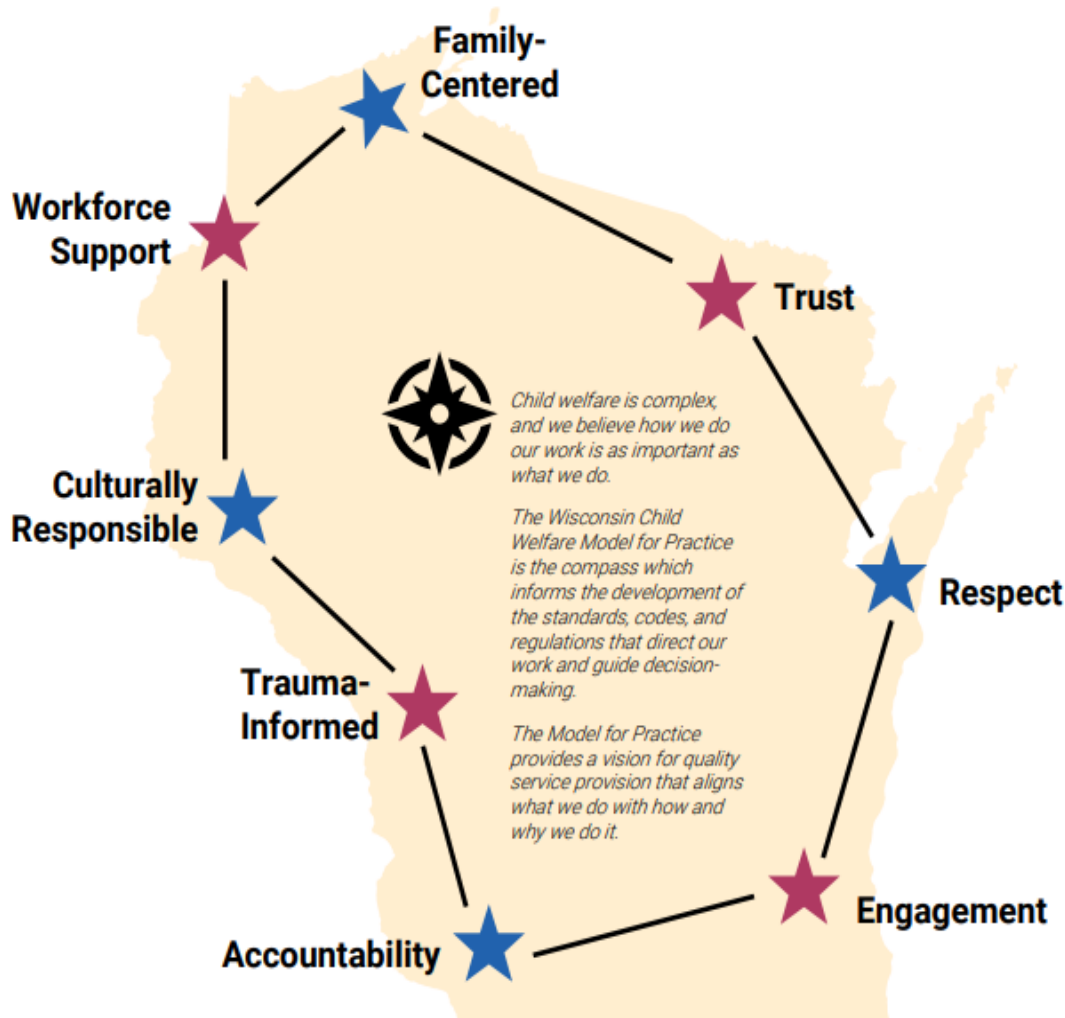 Family-
Centered
Workforce
Support
Trust
Child welfare is complex,
and we believe how we do
our work is as important as
what we do.
Culturally
Responsible
The Wisconsin Child
Welfare Model for Practice
is the compass which
informs the development of
the standards, codes, and
regulations that direct our
work and guide decision-
making.
Respect
Trauma-
Informed
The Model for Practice
provides a vision for quality
service provision that aligns
what we do with how and
why we do it.
Engagement
Accountability